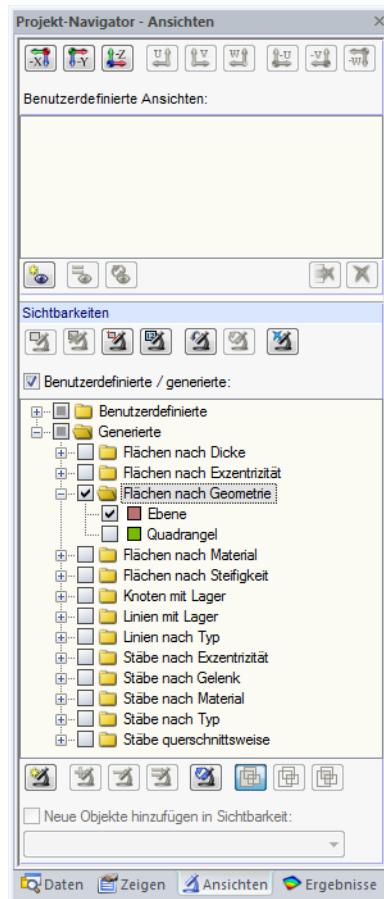 Projekt-Navigator - Ansichten
-X -Y -Z U V W -U -V -W
Benutzerdefinierte Ansichten:
Sichtbarkeiten
Benutzerdefinierte / generierte:
Benutzerdefinierte
Generierte
Flächen nach Dicke
Flächen nach Exzentrizität
Flächen nach Geometrie
Ebene
Quadrangel
Flächen nach Material
Flächen nach Steifigkeit
Knoten mit Lager
Linien mit Lager
Linien nach Typ
Stäbe nach Exzentrizität
Stäbe nach Gelenk
Stäbe nach Material
Stäbe nach Typ
Stäbe querschnittsweise
Neue Objekte hinzufügen in Sichtbarkeit:
Daten Zeigen Ansichten Ergebnisse